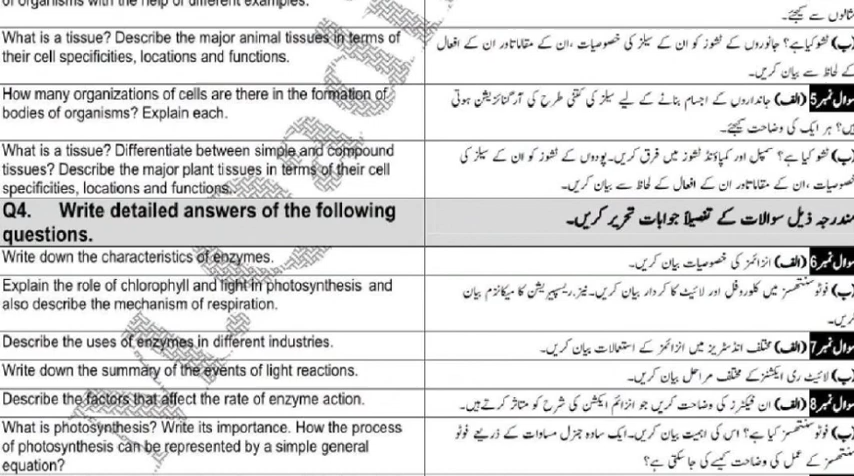 of organisms with the help of different examples.
مثالوں سے کیجئے۔
What is a tissue? Describe the major animal tissues in terms of
their cell specificities, locations and functions.
(ب) نشو کیا ہے؟ جانوروں کے نشوز کو ان کے سیلز کی خصوصیات ،ان کے مقامات اور ان کے افعال
کے لحاظ سے بیان کریں۔
How many organizations of cells are there in the formation of
bodies of organisms? Explain each.
سوال نمبر5 (الف) جانداروں کے اجسام بنانے کے لیے سیلز کی کتنی طرح کی آرگنائزیشن ہوتی
ہیں؟ ہر ایک کی وضاحت کیجئے۔
What is a tissue? Differentiate between simple and compound
tissues? Describe the major plant tissues in terms of their cell
specificities, locations and functions.
(ب) نشو کیا ہے؟ سمپل اور کمپاؤنڈ نشوز میں فرق کریں۔پودوں کے نشوز کو ان کے سیلز کی
خصوصیات ،ان کے مقامات اور ان کے افعال کے لحاظ سے بیان کریں۔
Q4. Write detailed answers of the following
questions.
مندرجہ ذیل سوالات کے تفصیلاً جوابات تحریر کریں۔
Write down the characteristics of enzymes.
سوال نمبر6 (الف) انزائمز کی خصوصیات بیان کریں۔
Explain the role of chlorophyll and light in photosynthesis and
also describe the mechanism of respiration.
(ب) فوٹوسنتھسز میں کلوروفل اور لائیٹ کا کردار بیان کریں۔نیز ریسپیریشن کا میکانزم بیان
کریں۔
Describe the uses of enzymes in different industries.
سوال نمبر7 (الف) مختلف انڈسٹریز میں انزائمز کے استعمالات بیان کریں۔
Write down the summary of the events of light reactions.
(ب) لائیٹ ری ایکشنز کے مختلف مراحل بیان کریں۔
Describe the factors that affect the rate of enzyme action.
سوال نمبر8 (الف) ان فیکٹرز کی وضاحت کریں جو انزائم ایکشن کی شرح کو متاثر کرتے ہیں۔
What is photosynthesis? Write its importance. How the process
of photosynthesis can be represented by a simple general
equation?
(ب) فوٹوسنتھسز کیا ہے؟ اس کی اہمیت بیان کریں۔ایک سادہ جنرل مساوات کے ذریعے فوٹو
سنتھسز کے عمل کی وضاحت کیسے کی جا سکتی ہے؟